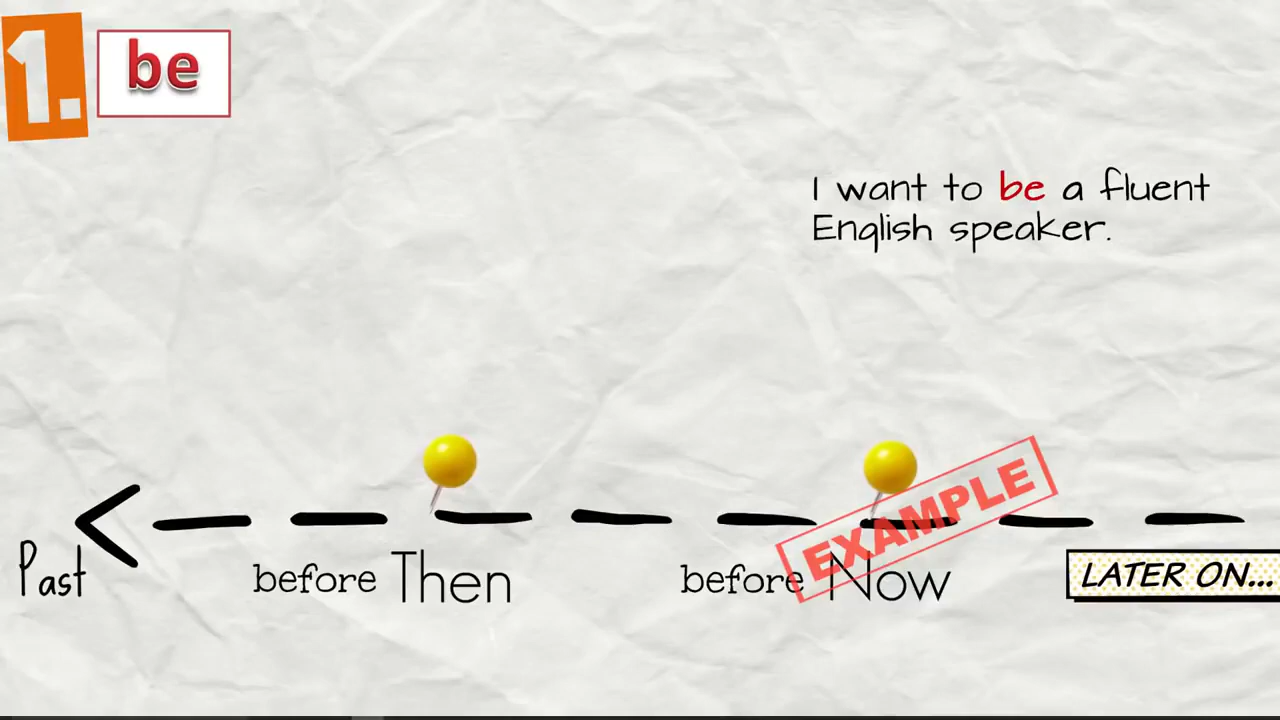 1.
be
I want to be a fluent
English speaker.
EXAMPLE
Past
before Then
before Now
LATER ON...